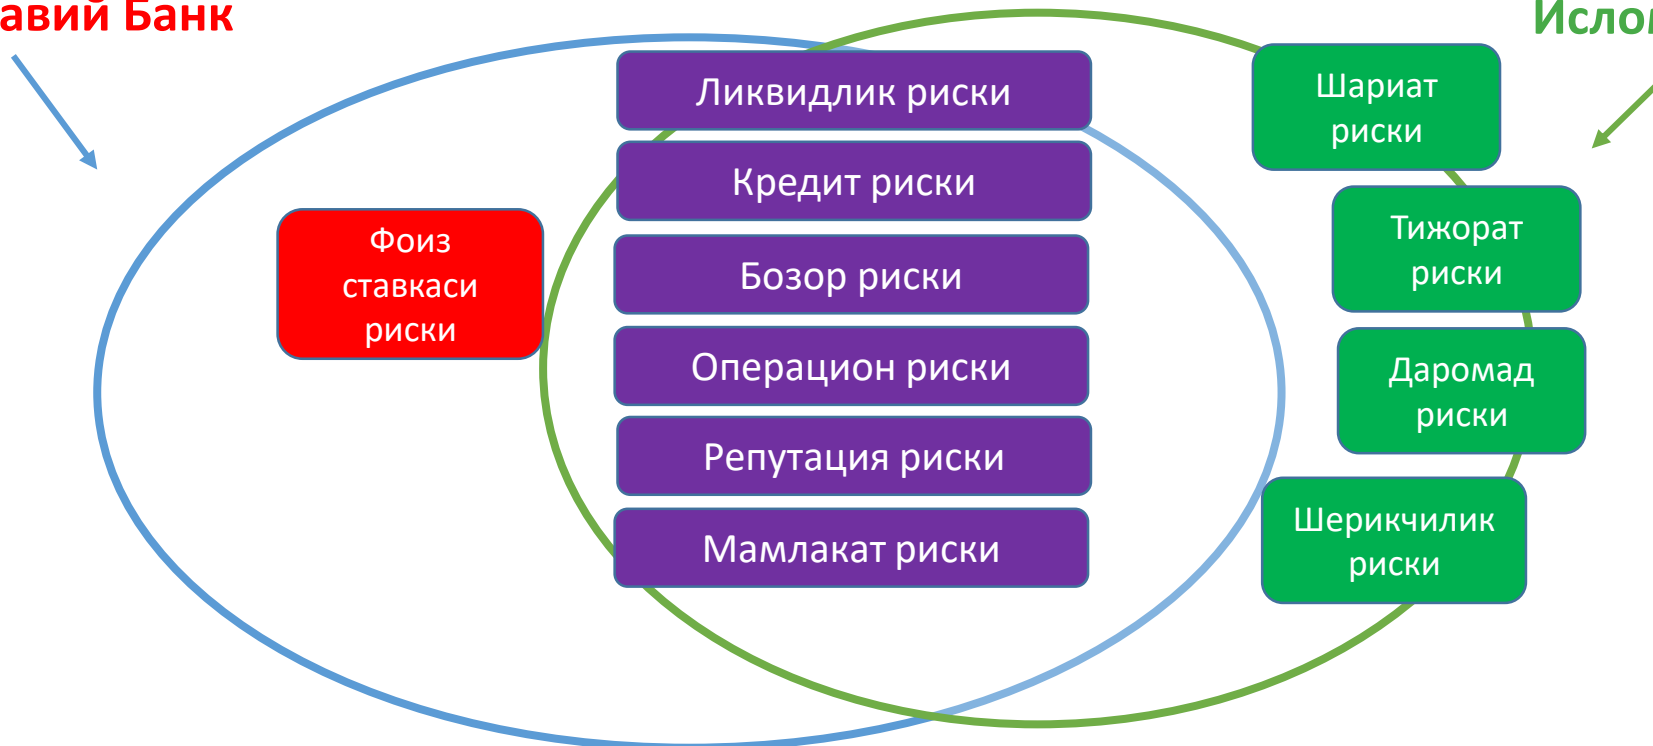 авий Банк
Ислом
Ликвидлик риски
Кредит риски
Бозор риски
Операцион риски
Репутация риски
Мамлакат риски
Фоиз
ставкаси
риски
Шариат
риски
Тижорат
риски
Даромад
риски
Шерикчилик
риски